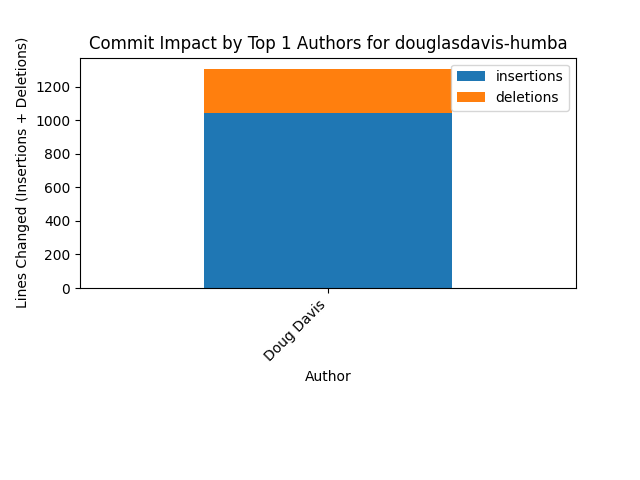 Commit Impact by Top 1 Authors for douglasdavis-humba
Lines Changed (Insertions + Deletions)
1200
1000
800
600
400
200
0
insertions
deletions
Doug Davis
Author